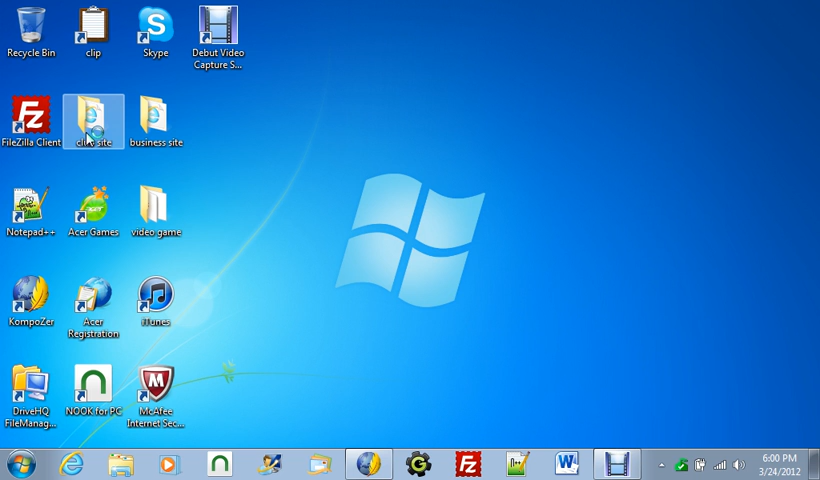 Recycle Bin
clip
Skype
Debut Video
Capture S...
FileZilla Client
site
business site
Notepad++
Acer Games
video game
KompoZer
Acer
Registration
iTunes
DriveHQ
FileManag...
NOOK for PC
McAfee
Internet Sec...
6:00 PM
3/24/2012